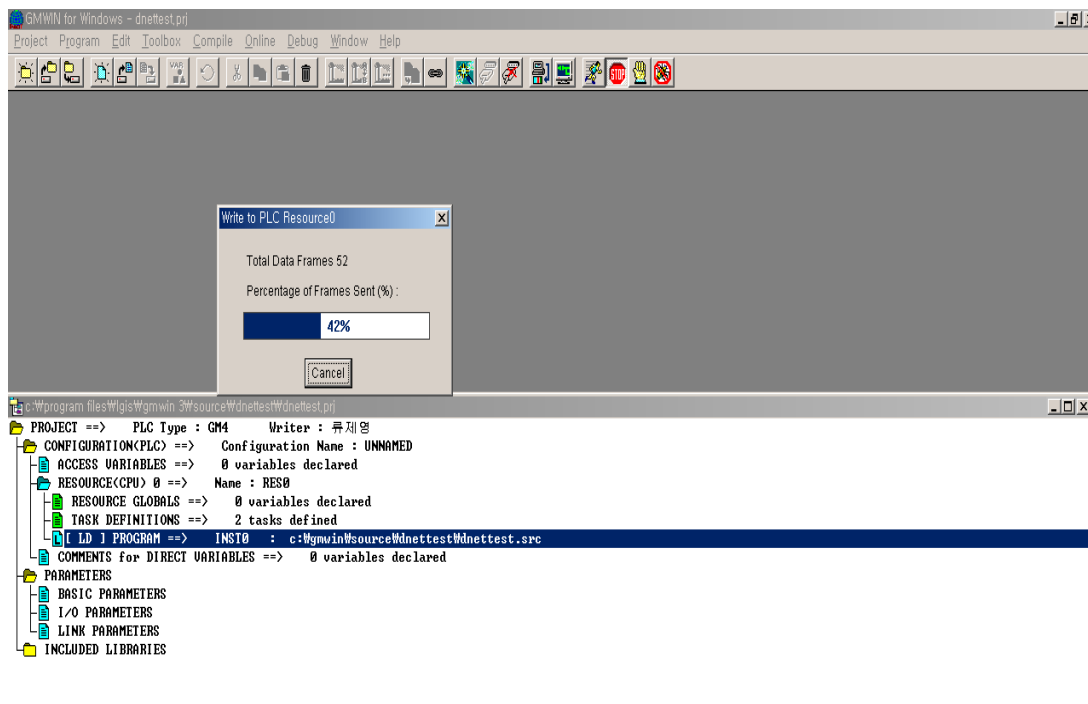 GMWIN for Windows - dnettest,prj
Project Program Edit Toolbox Compile Online Debug Window Help
VAR
STOP
Write to PLC Resource0
Total Data Frames 52
Percentage of Frames Sent (%) :
42%
Cancel
c:₩program files₩lgis₩gmwin 3₩source₩dnettest₩dnettest,prj
PROJECT ==> PLC Type : GM4 Writer : 류제영
CONFIGURATION(PLC) ==> Configuration Name : UNNAMED
ACCESS VARIABLES ==> 0 variables declared
RESOURCE(CPU) 0 ==> Name : RES0
RESOURCE GLOBALS ==> 0 variables declared
TASK DEFINITIONS ==> 2 tasks defined
[ LD ] PROGRAM ==> INST0 : c:₩gmwin₩source₩dnettest₩dnettest.src
COMMENTS for DIRECT VARIABLES ==> 0 variables declared
PARAMETERS
BASIC PARAMETERS
I/O PARAMETERS
LINK PARAMETERS
INCLUDED LIBRARIES